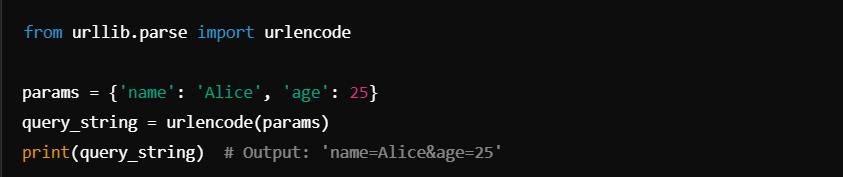 from urllib.parse import urlencode
params = {'name': 'Alice', 'age': 25}
query_string = urlencode(params)
print(query_string)  # Output: 'name=Alice&age=25'